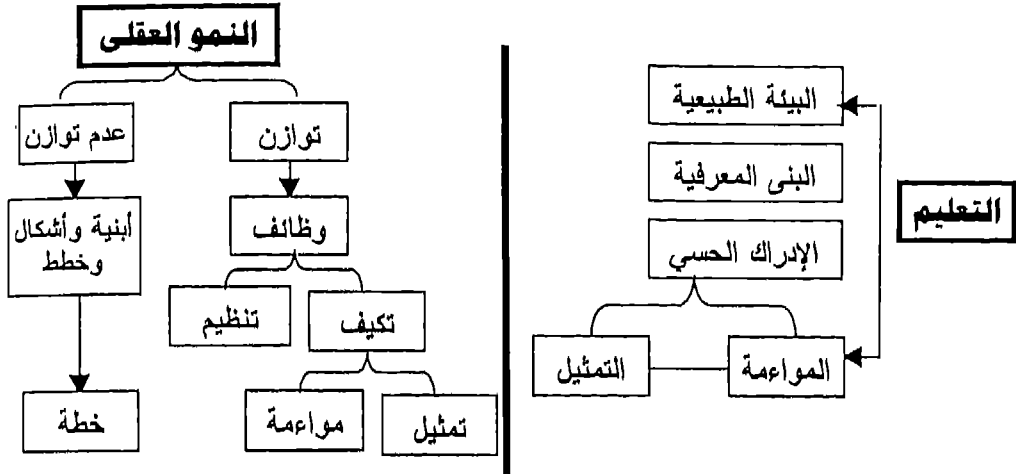 النمو العقلى
توازن
عدم توازن
وظائف
أبنية وأشكال
وخطط
تكيف
تنظيم
تمثيل
مواءمة
خطة
التعليم
البيئة الطبيعية
البنى المعرفية
الإدراك الحسي
المواءمة
التمثيل